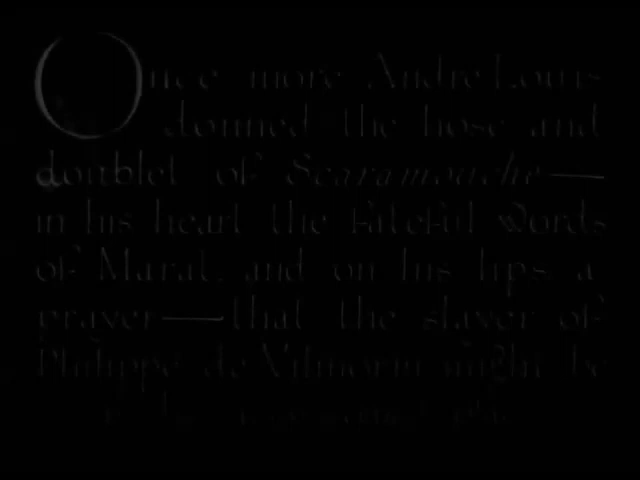 Once more André-Louis
donned the hose and
doublet of Scaramouche—
in his heart the fateful words
of Marat, and on his lips a
prayer—that the slayer of
Philippe de Vilmorin might be